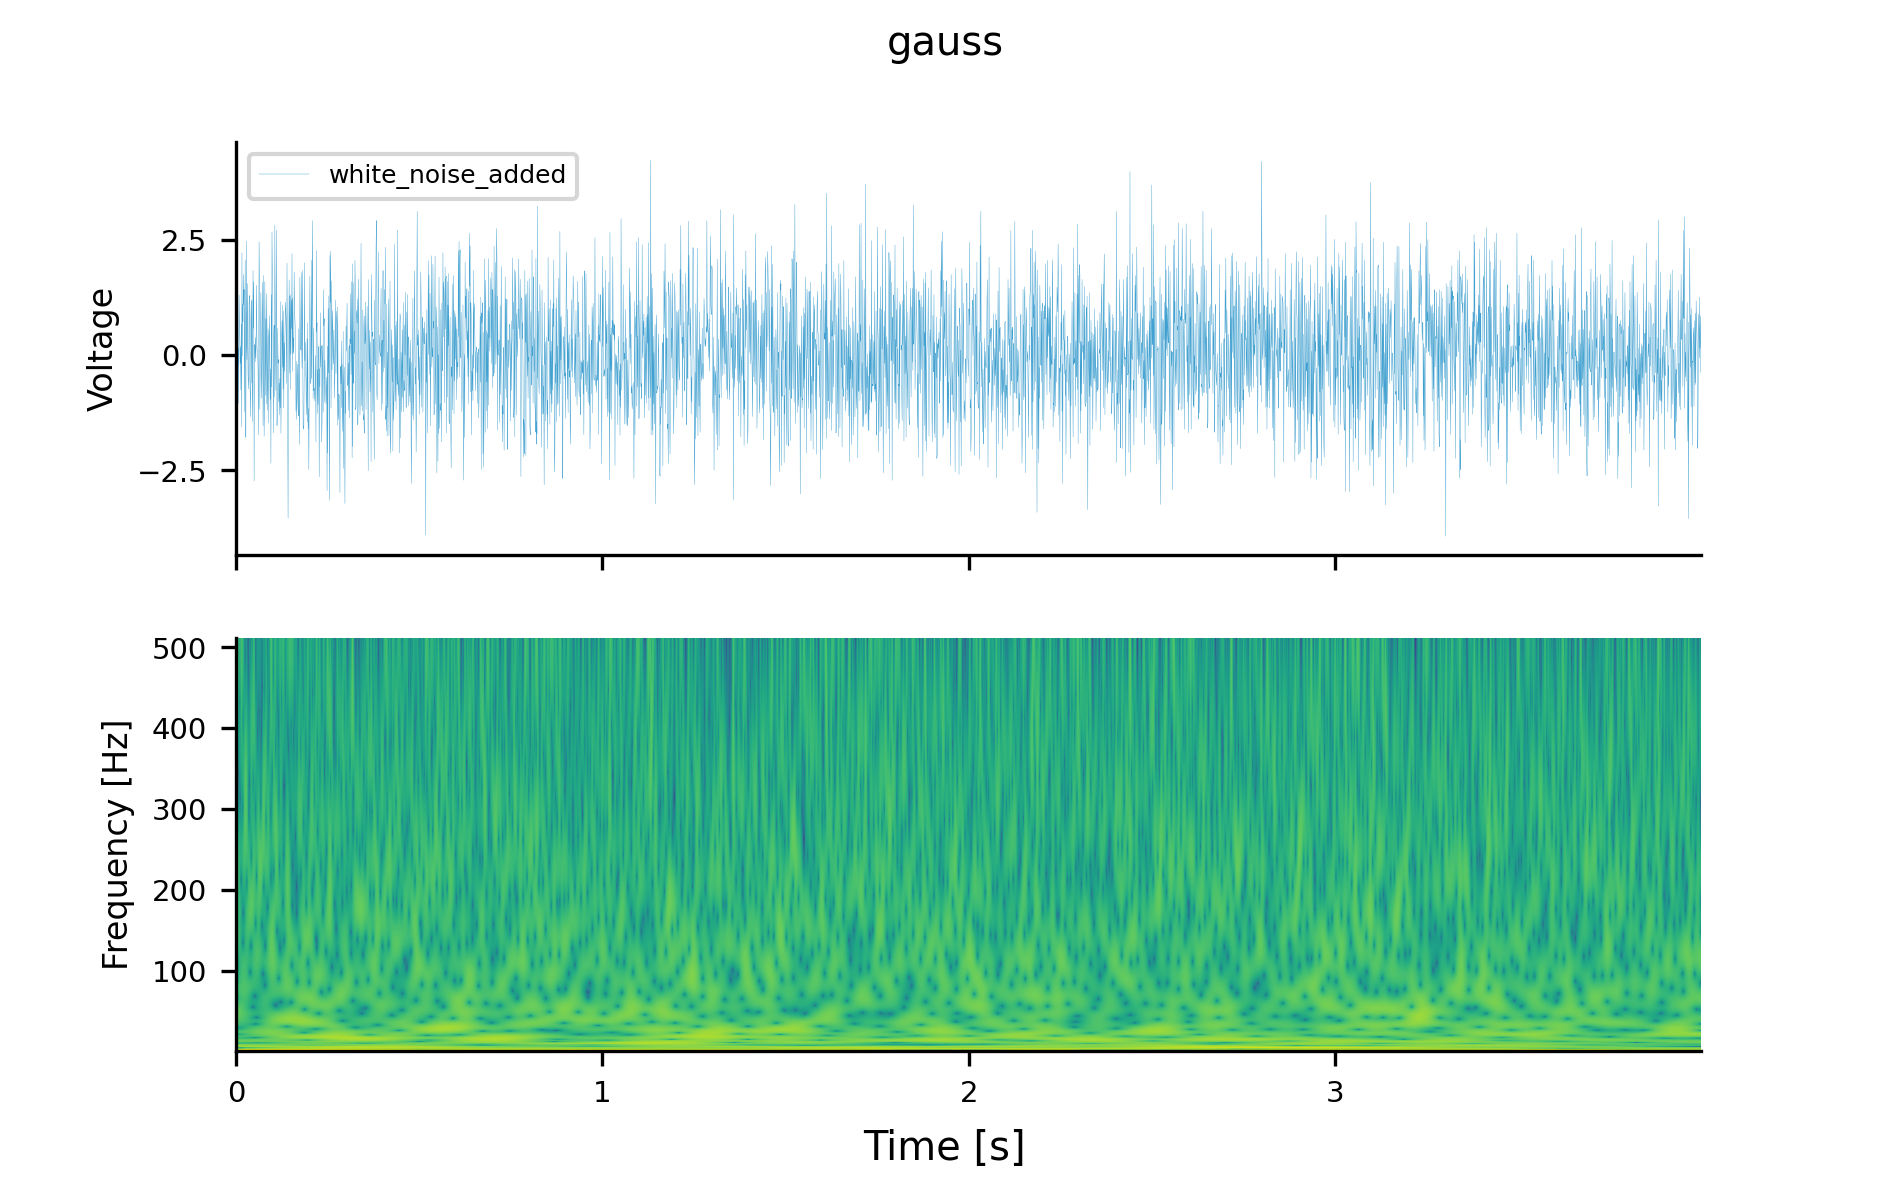 gauss
white_noise_added
Voltage
2.5
0.0
−2.5
Frequency [Hz]
500
400
300
200
100
0 1 2 3
Time [s]